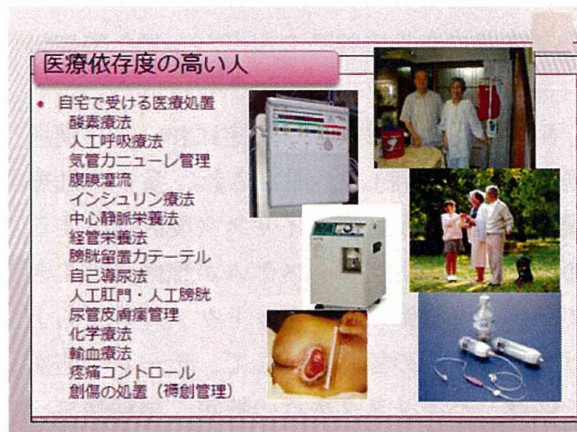 医療依存度の高い人
• 自宅で受ける医療処置
酸素療法
人工呼吸療法
気管カニューレ管理
腹膜灌流
インシュリン療法
中心静脈栄養法
経管栄養法
膀胱留置カテーテル
自己導尿法
人工肛門・人工膀胱
尿管皮膚瘻管理
化学療法
輸血療法
疼痛コントロール
創傷の処置（褥創管理）